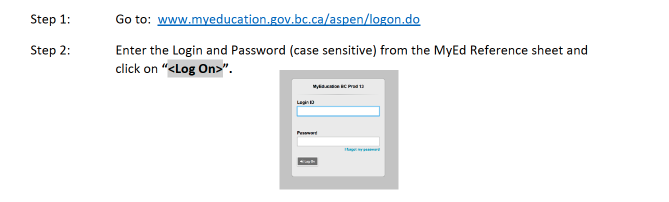 Step 1: Go to: www.myeducation.gov.bc.ca/aspen/logon.do
Step 2: Enter the Login and Password (case sensitive) from the MyEd Reference sheet and
click on “<Log On>”.
MyEducation BC Prod 13
Login ID
Password
I forgot my password
Log On